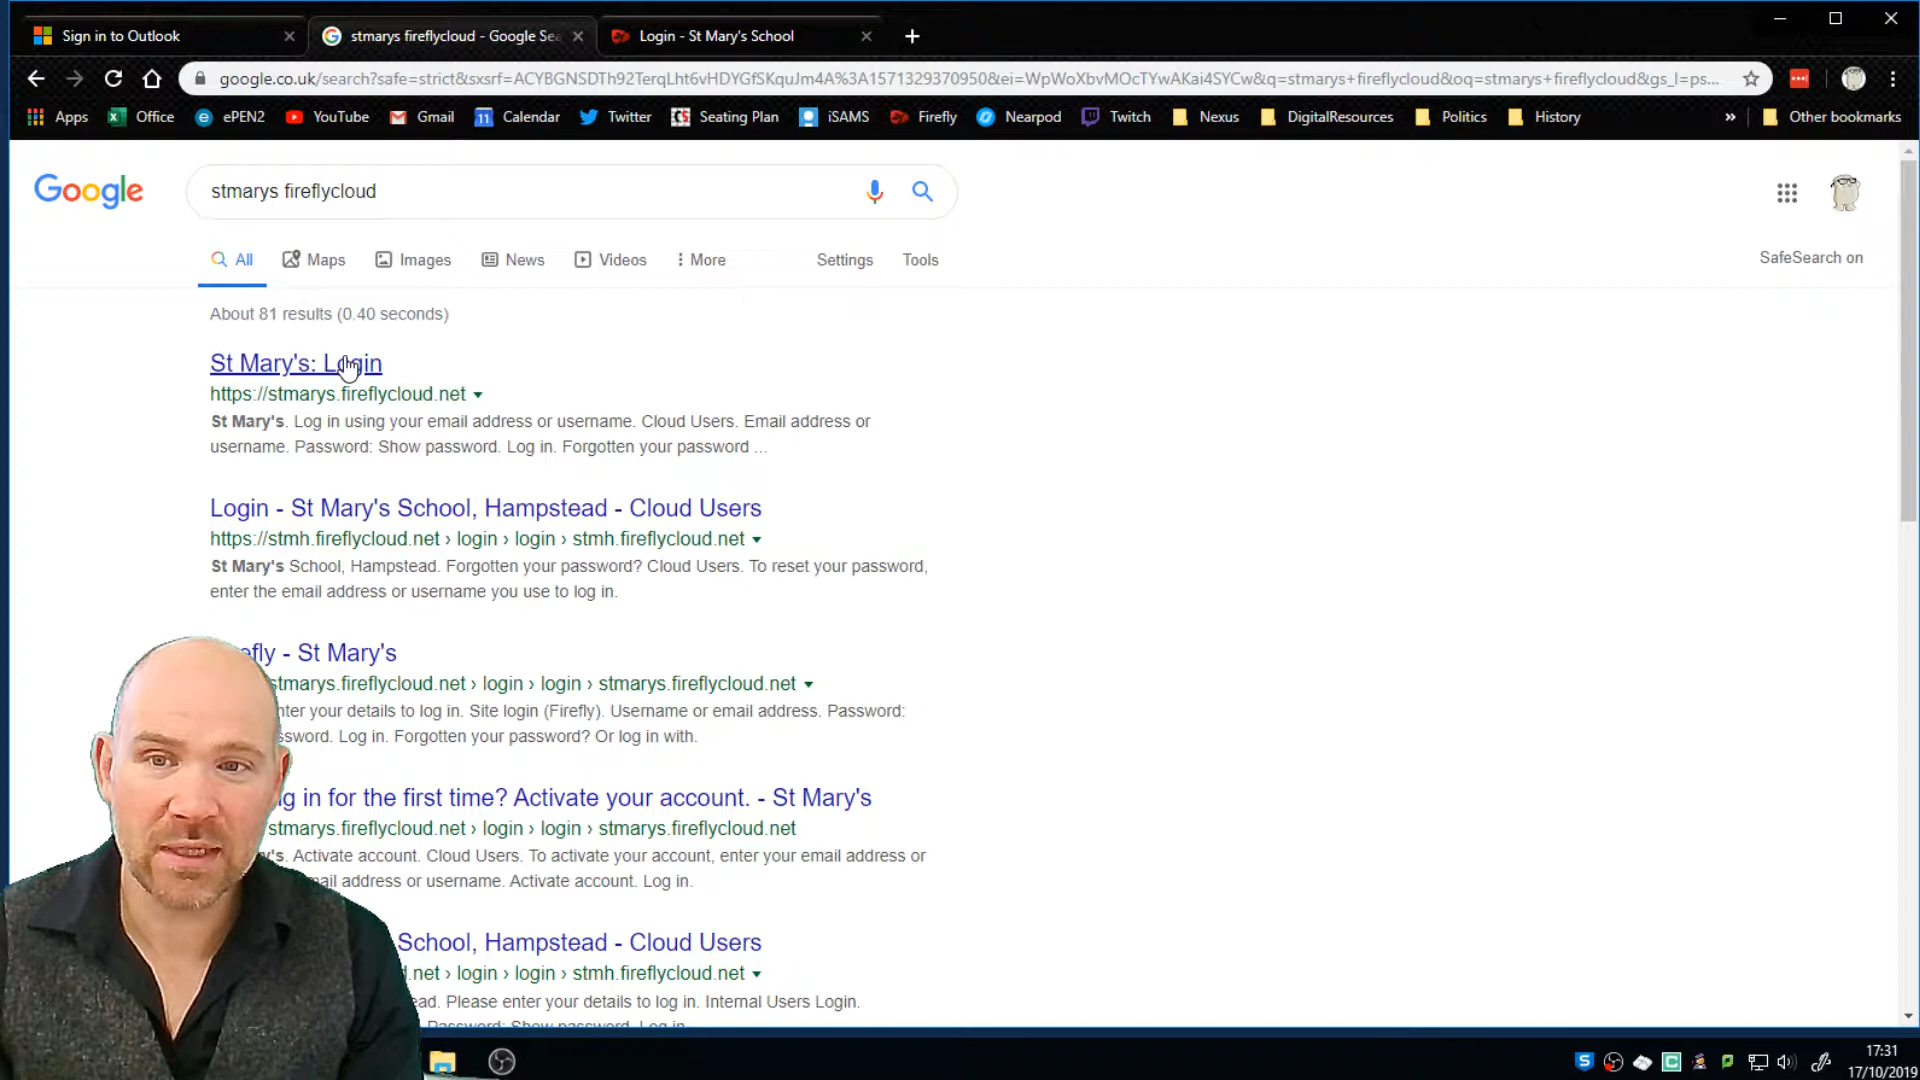 Sign in to Outlook
stmarys fireflycloud - Google Sea
Login - St Mary's School
google.co.uk/search?safe=strict&sxsrf=ACYBGNSDTh92TerqLht6vHDYGfSKquJm4A%3A1571329370950&ei=WpWoXbvMOcTYwAKai4SYCw&q=stmarys+fireflycloud&oq=stmarys+fireflycloud&gs_l=ps...
Apps Office ePEN2 YouTube Gmail 11 Calendar Twitter Seating Plan iSAMS Firefly Nearpod Twitch Nexus DigitalResources Politics History » Other bookmarks
Google
stmarys fireflycloud
All Maps Images News Videos More Settings Tools
SafeSearch on
About 81 results (0.40 seconds)
St Mary's: Login
https://stmarys.fireflycloud.net
St Mary's. Log in using your email address or username. Cloud Users. Email address or
username. Password: Show password. Log in. Forgotten your password ...
Login - St Mary's School, Hampstead - Cloud Users
https://stmh.fireflycloud.net › login › login › stmh.fireflycloud.net
St Mary's School, Hampstead. Forgotten your password? Cloud Users. To reset your password,
enter the email address or username you use to log in.
efly - St Mary's
stmarys.fireflycloud.net › login › login › stmarys.fireflycloud.net
nter your details to log in. Site login (Firefly). Username or email address. Password:
sword. Log in. Forgotten your password? Or log in with.
g in for the first time? Activate your account. - St Mary's
stmarys.fireflycloud.net › login › login › stmarys.fireflycloud.net
y's. Activate account. Cloud Users. To activate your account, enter your email address or
mail address or username. Activate account. Log in.
School, Hampstead - Cloud Users
.net › login › login › stmh.fireflycloud.net
ead. Please enter your details to log in. Internal Users Login.
Password: Show password. Log in
17:31
17/10/2019